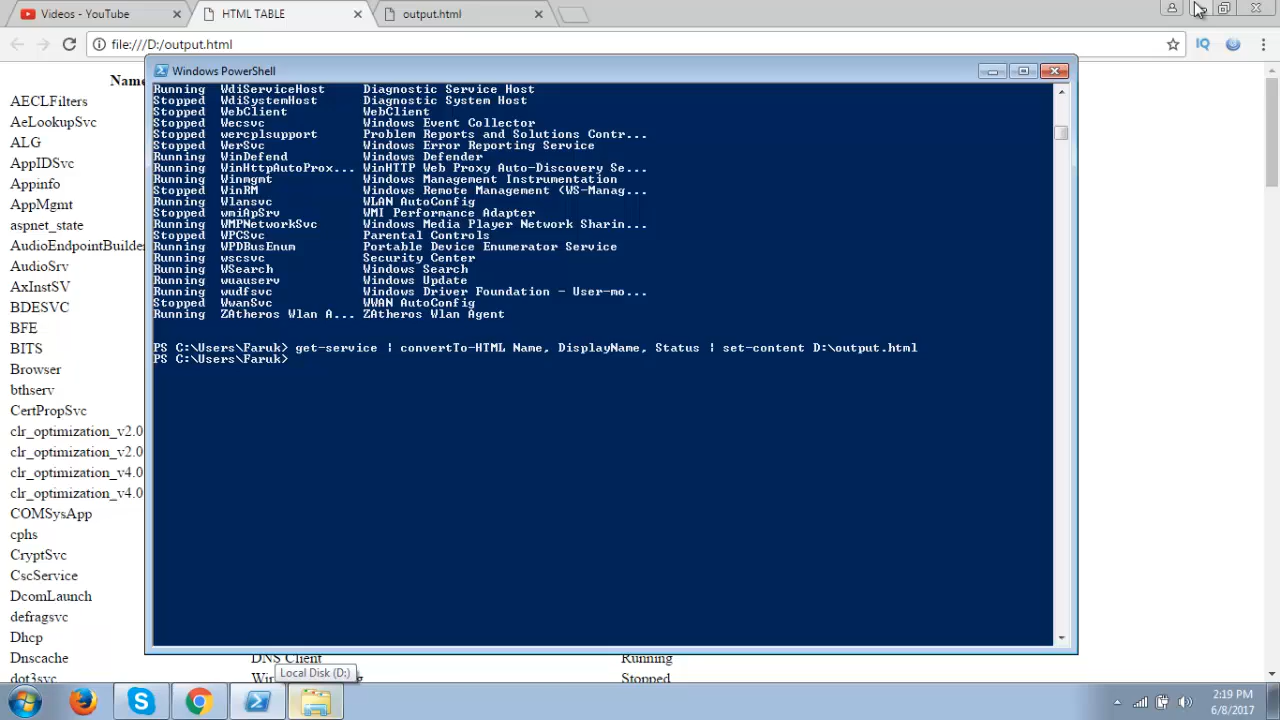 Videos - YouTube
HTML TABLE
output.html
file:///D:/output.html
Windows PowerShell
Name
AECLFilters
AeLookupSvc
ALG
AppIDSvc
Appinfo
AppMgmt
aspnet_state
AudioEndpointBuilder
AudioSrv
AxInstSV
BDESVC
BFE
BITS
Browser
bthserv
CertPropSvc
clr_optimization_v2.0
clr_optimization_v2.0
clr_optimization_v4.0
clr_optimization_v4.0
COMSysApp
cphs
CryptSvc
CscService
DcomLaunch
defragsvc
Dhcp
Dnscache DNS Client Running
dot3svc Stopped
Running WdiServiceHost Diagnostic Service Host
Stopped WdiSystemHost Diagnostic System Host
Stopped WebClient WebClient
Stopped Wecsvc Windows Event Collector
Stopped wercplsupport Problem Reports and Solutions Contr...
Stopped WerSvc Windows Error Reporting Service
Running WinDefend Windows Defender
Running WinHttpAutoProx... WinHTTP Web Proxy Auto-Discovery Se...
Running Winmgmt Windows Management Instrumentation
Stopped WinRM Windows Remote Management (WS-Manag...
Running Wlansvc WLAN AutoConfig
Stopped wmiApSrv WMI Performance Adapter
Running WMPNetworkSvc Windows Media Player Network Sharin...
Stopped WPCSvc Parental Controls
Running WPDBusEnum Portable Device Enumerator Service
Running wscsvc Security Center
Running WSearch Windows Search
Running wuauserv Windows Update
Running wudfsvc Windows Driver Foundation - User-mo...
Stopped WwanSvc WWAN AutoConfig
Running ZAtheros Wlan A... ZAtheros Wlan Agent
PS C:\Users\Faruk> get-service | convertTo-HTML Name, DisplayName, Status | set-content D:\output.html
PS C:\Users\Faruk>
Local Disk (D:)
2:19 PM
6/8/2017